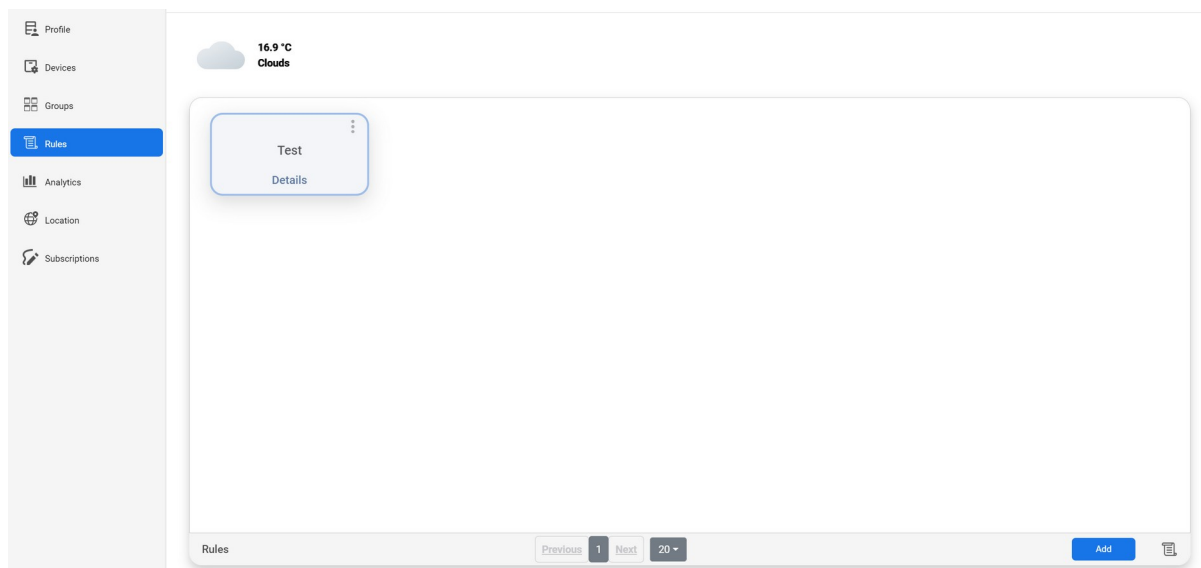 Profile
Devices
Groups
Rules
Analytics
Location
Subscriptions
16.9 °C
Clouds
Test
Details
Rules
Previous 1 Next 20
Add